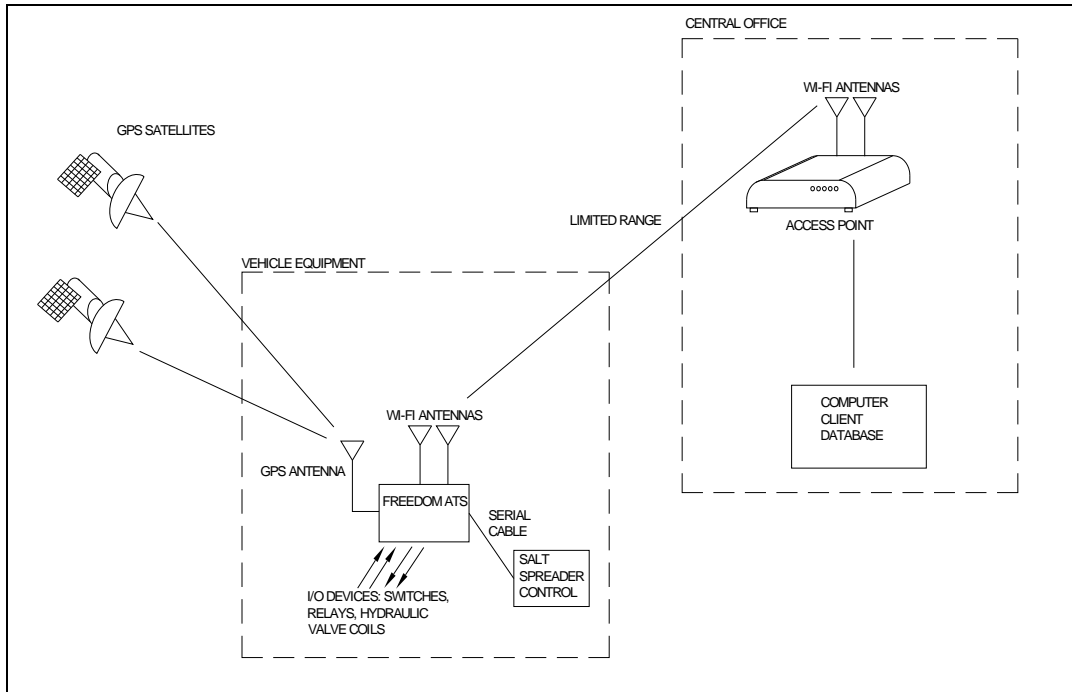 CENTRAL OFFICE
WI-FI ANTENNAS
GPS SATELLITES
LIMITED RANGE
ACCESS POINT
VEHICLE EQUIPMENT
COMPUTER
CLIENT
DATABASE
WI-FI ANTENNAS
GPS ANTENNA
FREEDOM ATS
SERIAL
CABLE
SALT
SPREADER
CONTROL
I/O DEVICES: SWITCHES,
RELAYS, HYDRAULIC
VALVE COILS